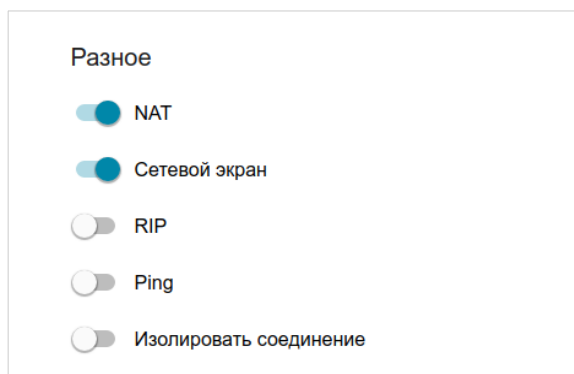 Разное
NAT
Сетевой экран
RIP
Ping
Изолировать соединение